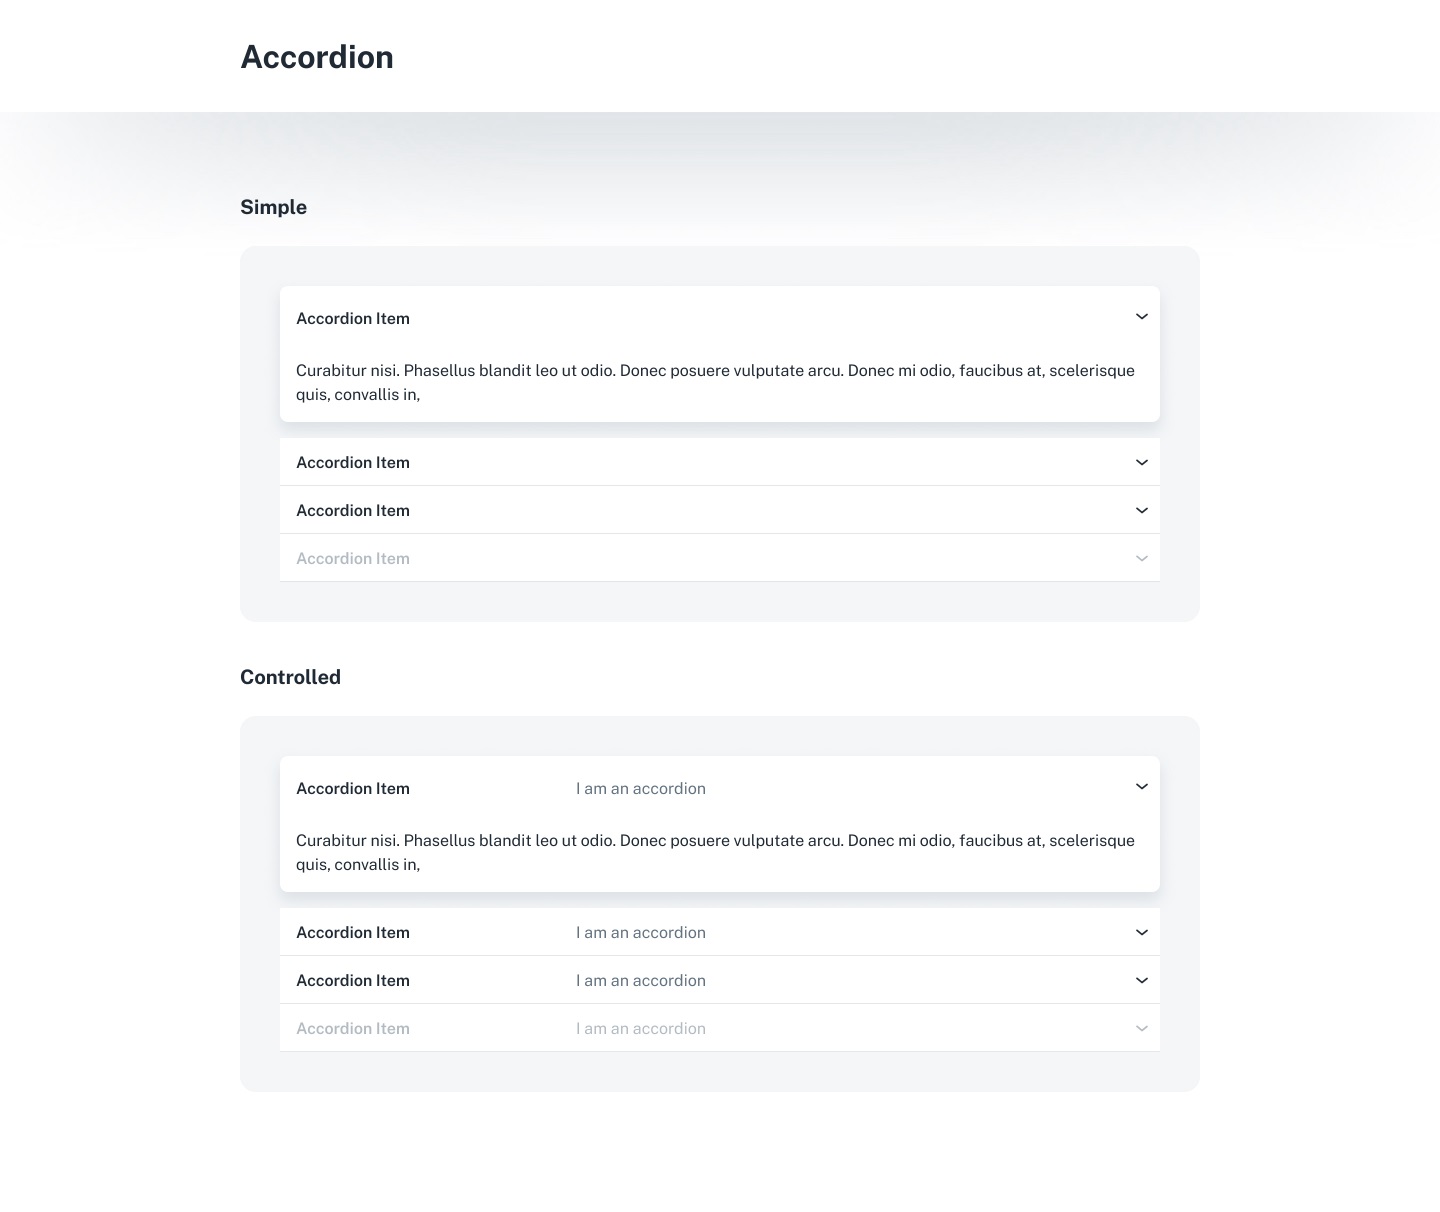 Accordion
Simple
Accordion Item
Curabitur nisi. Phasellus blandit leo ut odio. Donec posuere vulputate arcu. Donec mi odio, faucibus at, scelerisque
quis, convallis in,
Accordion Item
Accordion Item
Accordion Item
Controlled
Accordion Item I am an accordion
Curabitur nisi. Phasellus blandit leo ut odio. Donec posuere vulputate arcu. Donec mi odio, faucibus at, scelerisque
quis, convallis in,
Accordion Item I am an accordion
Accordion Item I am an accordion
Accordion Item I am an accordion